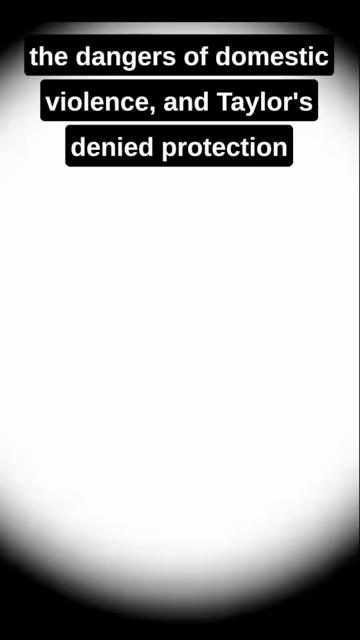 the dangers of domestic
violence, and Taylor's
denied protection